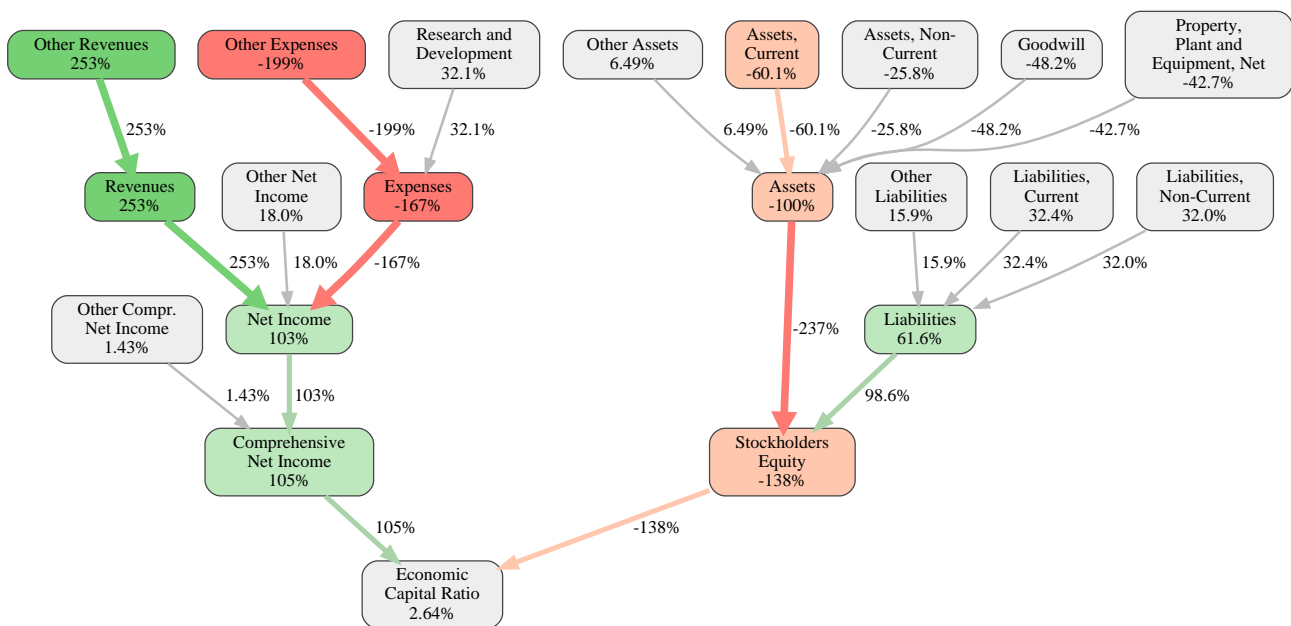 Other Revenues
253%
Other Expenses
-199%
Research and
Development
32.1%
Other Assets
6.49%
Assets,
Current
-60.1%
Assets, Non-
Current
-25.8%
Goodwill
-48.2%
Property,
Plant and
Equipment, Net
-42.7%
253%
-199%
32.1%
6.49%
-60.1%
-25.8%
-48.2%
-42.7%
Revenues
253%
Other Net
Income
18.0%
Expenses
-167%
Assets
-100%
Other
Liabilities
15.9%
Liabilities,
Current
32.4%
Liabilities,
Non-Current
32.0%
253%
18.0%
-167%
15.9%
32.4%
32.0%
Other Compr.
Net Income
1.43%
Net Income
103%
-237%
Liabilities
61.6%
1.43%
103%
98.6%
Comprehensive
Net Income
105%
Stockholders
Equity
-138%
105%
-138%
Economic
Capital Ratio
2.64%